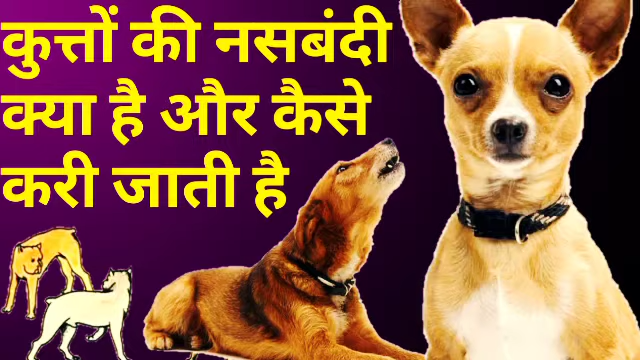 कुत्तों की नसबंदी
क्या है और कैसे
करी जाती है